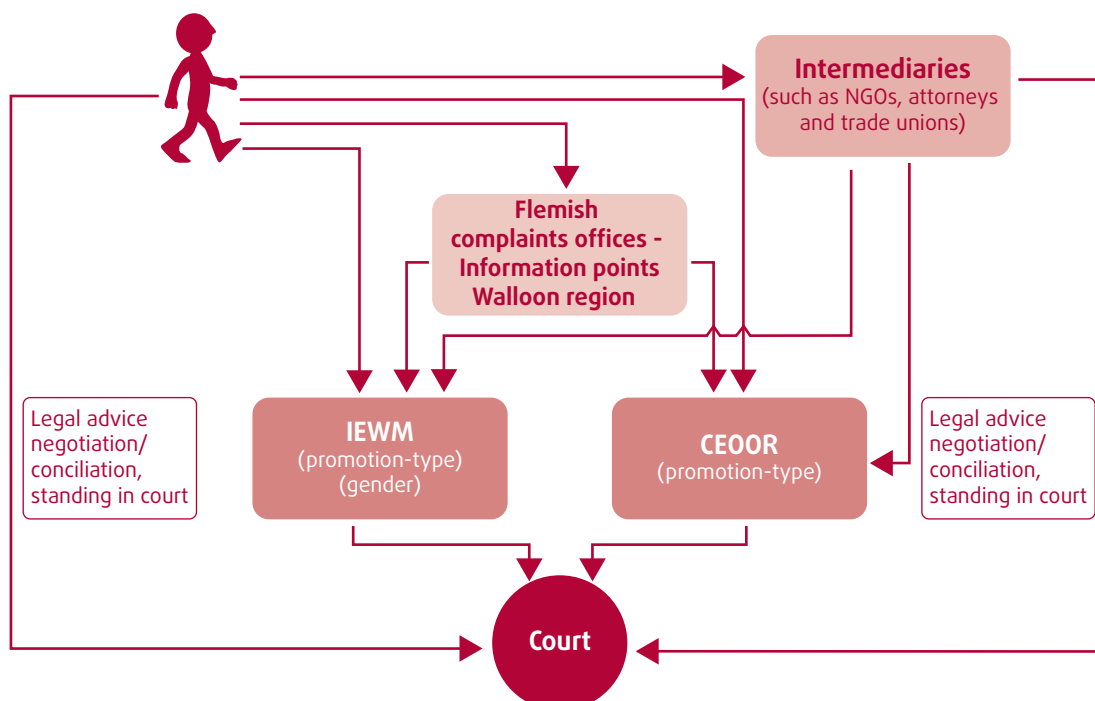 Intermediaries
(such as NGOs, attorneys
and trade unions)
Flemish
complaints offices -
Information points
Walloon region
Legal advice
negotiation/
conciliation,
standing in court
IEWM
(promotion-type)
(gender)
CEOOR
(promotion-type)
Legal advice
negotiation/
conciliation,
standing in court
Court